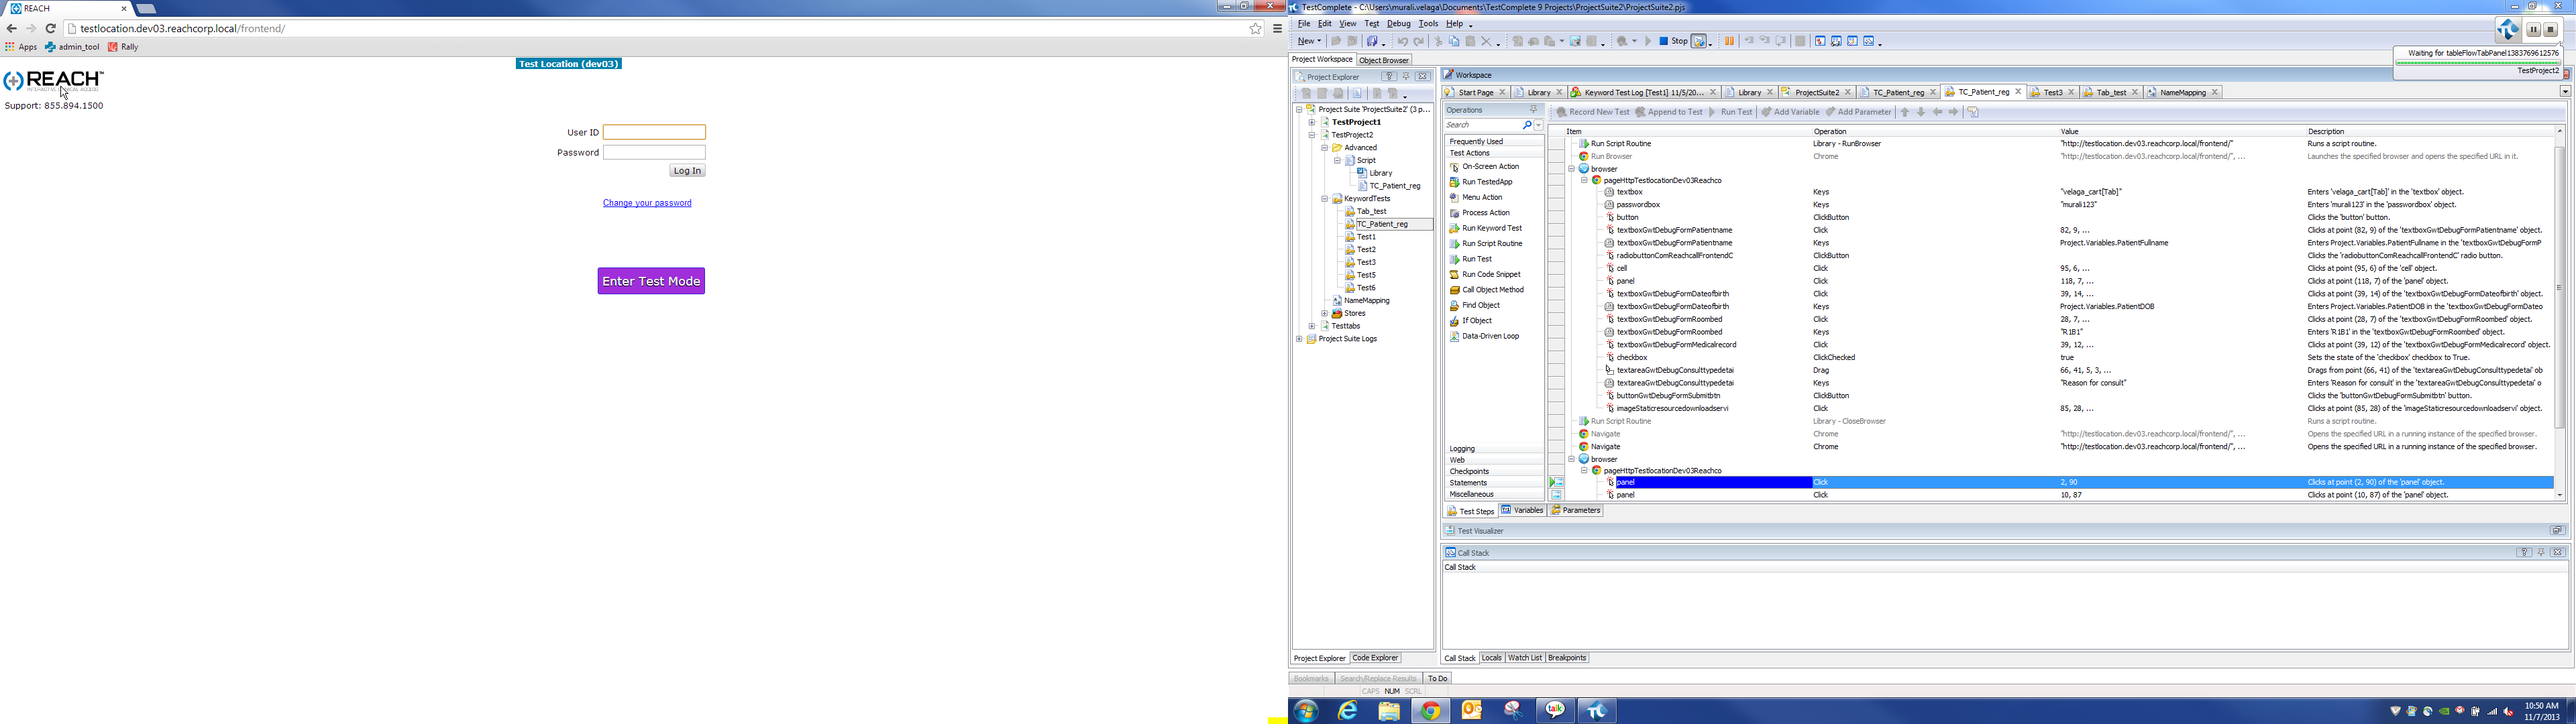 REACH
testlocation.dev03.reachcorp.local/frontend/
Apps admin_tool Rally
Test Location (dev03)
REACH™
Support: 855.894.1500
User ID
Password
Log In
Change your password
Enter Test Mode
TestComplete - C:\Users\murali.velaga\Documents\TestComplete 9 Projects\ProjectSuite2\ProjectSuite2.pjs
File Edit View Test Debug Tools Help
New Stop
Waiting for tableFlowTabPanel1383769612576
TestProject2
Project Workspace Object Browser
Project Explorer
Project Suite 'ProjectSuite2' (3 p...
TestProject1
TestProject2
Advanced
Script
Library
TC_Patient_reg
KeywordTests
Tab_test
TC_Patient_reg
Test1
Test2
Test3
Test5
Test6
NameMapping
Stores
Testtabs
Project Suite Logs
Project Explorer Code Explorer
Workspace
Start Page Library Keyword Test Log [Test1] 11/5/20... Library ProjectSuite2 TC_Patient_reg TC_Patient_reg Test3 Tab_test NameMapping
Operations
Search
Frequently Used
Test Actions
On-Screen Action
Run TestedApp
Menu Action
Process Action
Run Keyword Test
Run Script Routine
Run Test
Run Code Snippet
Call Object Method
Find Object
If Object
Data-Driven Loop
Logging
Web
Checkpoints
Statements
Miscellaneous
Record New Test Append to Test Run Test Add Variable Add Parameter
Item Operation Value Description
Run Script Routine Library - RunBrowser "http://testlocation.dev03.reachcorp.local/frontend/" Runs a script routine.
Run Browser Chrome "http://testlocation.dev03.reachcorp.local/frontend/", ... Launches the specified browser and opens the specified URL in it.
browser
pageHttpTestlocationDev03Reachco
textbox Keys "velaga_cart[Tab]" Enters 'velaga_cart[Tab]' in the 'textbox' object.
passwordbox Keys "murali123" Enters 'murali123' in the 'passwordbox' object.
button ClickButton Clicks the 'button' button.
textboxGwtDebugFormPatientname Click 82, 9, ... Clicks at point (82, 9) of the 'textboxGwtDebugFormPatientname' object.
textboxGwtDebugFormPatientname Keys Project.Variables.PatientFullname Enters Project.Variables.PatientFullname in the 'textboxGwtDebugFormP
radiobuttonComReachcallFrontendC ClickButton Clicks the 'radiobuttonComReachcallFrontendC' radio button.
cell Click 95, 6, ... Clicks at point (95, 6) of the 'cell' object.
panel Click 118, 7, ... Clicks at point (118, 7) of the 'panel' object.
textboxGwtDebugFormDateofbirth Click 39, 14, ... Clicks at point (39, 14) of the 'textboxGwtDebugFormDateofbirth' object.
textboxGwtDebugFormDateofbirth Keys Project.Variables.PatientDOB Enters Project.Variables.PatientDOB in the 'textboxGwtDebugFormDateo
textboxGwtDebugFormRoombed Click 28, 7, ... Clicks at point (28, 7) of the 'textboxGwtDebugFormRoombed' object.
textboxGwtDebugFormRoombed Keys "R1B1" Enters 'R1B1' in the 'textboxGwtDebugFormRoombed' object.
textboxGwtDebugFormMedicalrecord Click 39, 12, ... Clicks at point (39, 12) of the 'textboxGwtDebugFormMedicalrecord' object.
checkbox ClickChecked true Sets the state of the 'checkbox' checkbox to True.
textareaGwtDebugConsulttypedetai Drag 66, 41, 5, 3, ... Drags from point (66, 41) of the 'textareaGwtDebugConsulttypedetai' ob
textareaGwtDebugConsulttypedetai Keys "Reason for consult" Enters 'Reason for consult' in the 'textareaGwtDebugConsulttypedetai' o
buttonGwtDebugFormSubmitbtn ClickButton Clicks the 'buttonGwtDebugFormSubmitbtn' button.
imageStaticresourcedownloadservi Click 85, 28, ... Clicks at point (85, 28) of the 'imageStaticresourcedownloadservi' object.
Run Script Routine Library - CloseBrowser Runs a script routine.
Navigate Chrome "http://testlocation.dev03.reachcorp.local/frontend/", ... Opens the specified URL in a running instance of the specified browser.
Navigate Chrome "http://testlocation.dev03.reachcorp.local/frontend/", ... Opens the specified URL in a running instance of the specified browser.
browser
pageHttpTestlocationDev03Reachco
panel Click 2, 90 Clicks at point (2, 90) of the 'panel' object.
panel Click 10, 87 Clicks at point (10, 87) of the 'panel' object.
Test Steps Variables Parameters
Test Visualizer
Call Stack
Call Stack
Call Stack Locals Watch List Breakpoints
Bookmarks Search/Replace Results To Do
CAPS NUM SCRL
talk
10:50 AM
11/7/2013